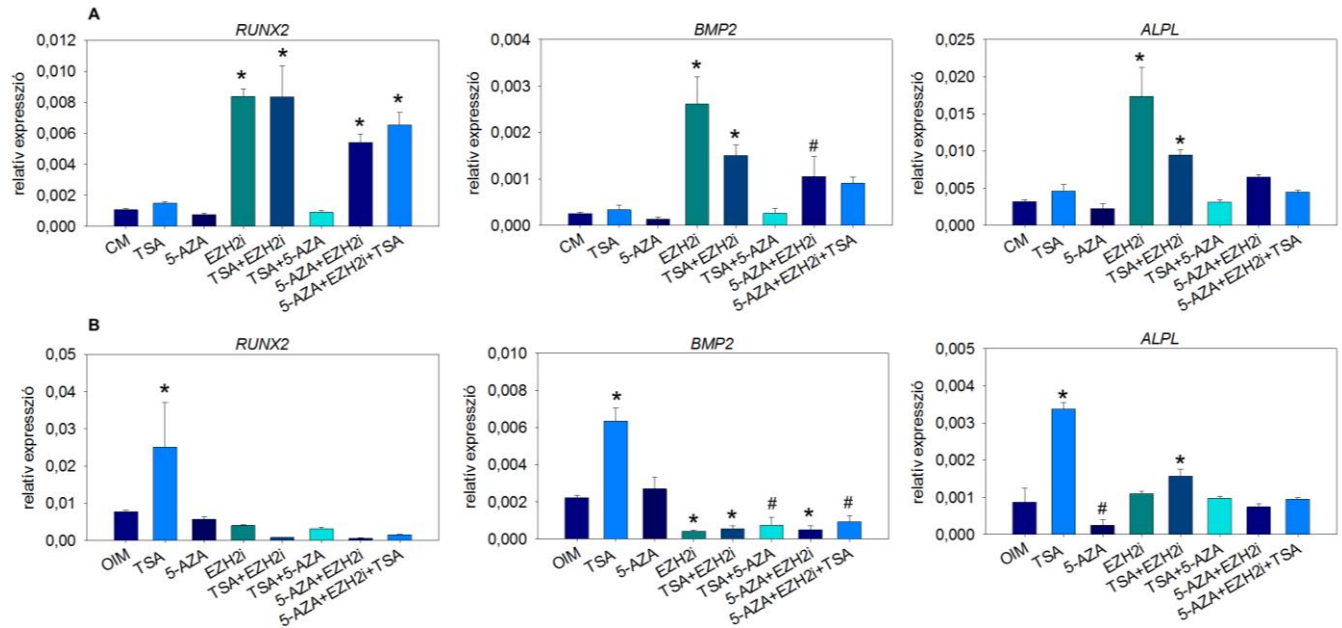 A
RUNX2
relatív expresszió
0,012
0,010
0,008
0,006
0,004
0,002
0,000
* * * *
CM
TSA
5-AZA
EZH2i
TSA+EZH2i
TSA+5-AZA
5-AZA+EZH2i
5-AZA+EZH2i+TSA
BMP2
relatív expresszió
0,004
0,003
0,002
0,001
0,000
* * #
CM
TSA
5-AZA
EZH2i
TSA+EZH2i
TSA+5-AZA
5-AZA+EZH2i
5-AZA+EZH2i+TSA
ALPL
relatív expresszió
0,025
0,020
0,015
0,010
0,005
0,000
* *
CM
TSA
5-AZA
EZH2i
TSA+EZH2i
TSA+5-AZA
5-AZA+EZH2i
5-AZA+EZH2i+TSA
B
RUNX2
relatív expresszió
0,05
0,04
0,03
0,02
0,01
0,00
*
OIM
TSA
5-AZA
EZH2i
TSA+EZH2i
TSA+5-AZA
5-AZA+EZH2i
5-AZA+EZH2i+TSA
BMP2
relatív expresszió
0,010
0,008
0,006
0,004
0,002
0,000
* * * # * #
OIM
TSA
5-AZA
EZH2i
TSA+EZH2i
TSA+5-AZA
5-AZA+EZH2i
5-AZA+EZH2i+TSA
ALPL
relatív expresszió
0,005
0,004
0,003
0,002
0,001
0,000
* # *
OIM
TSA
5-AZA
EZH2i
TSA+EZH2i
TSA+5-AZA
5-AZA+EZH2i
5-AZA+EZH2i+TSA